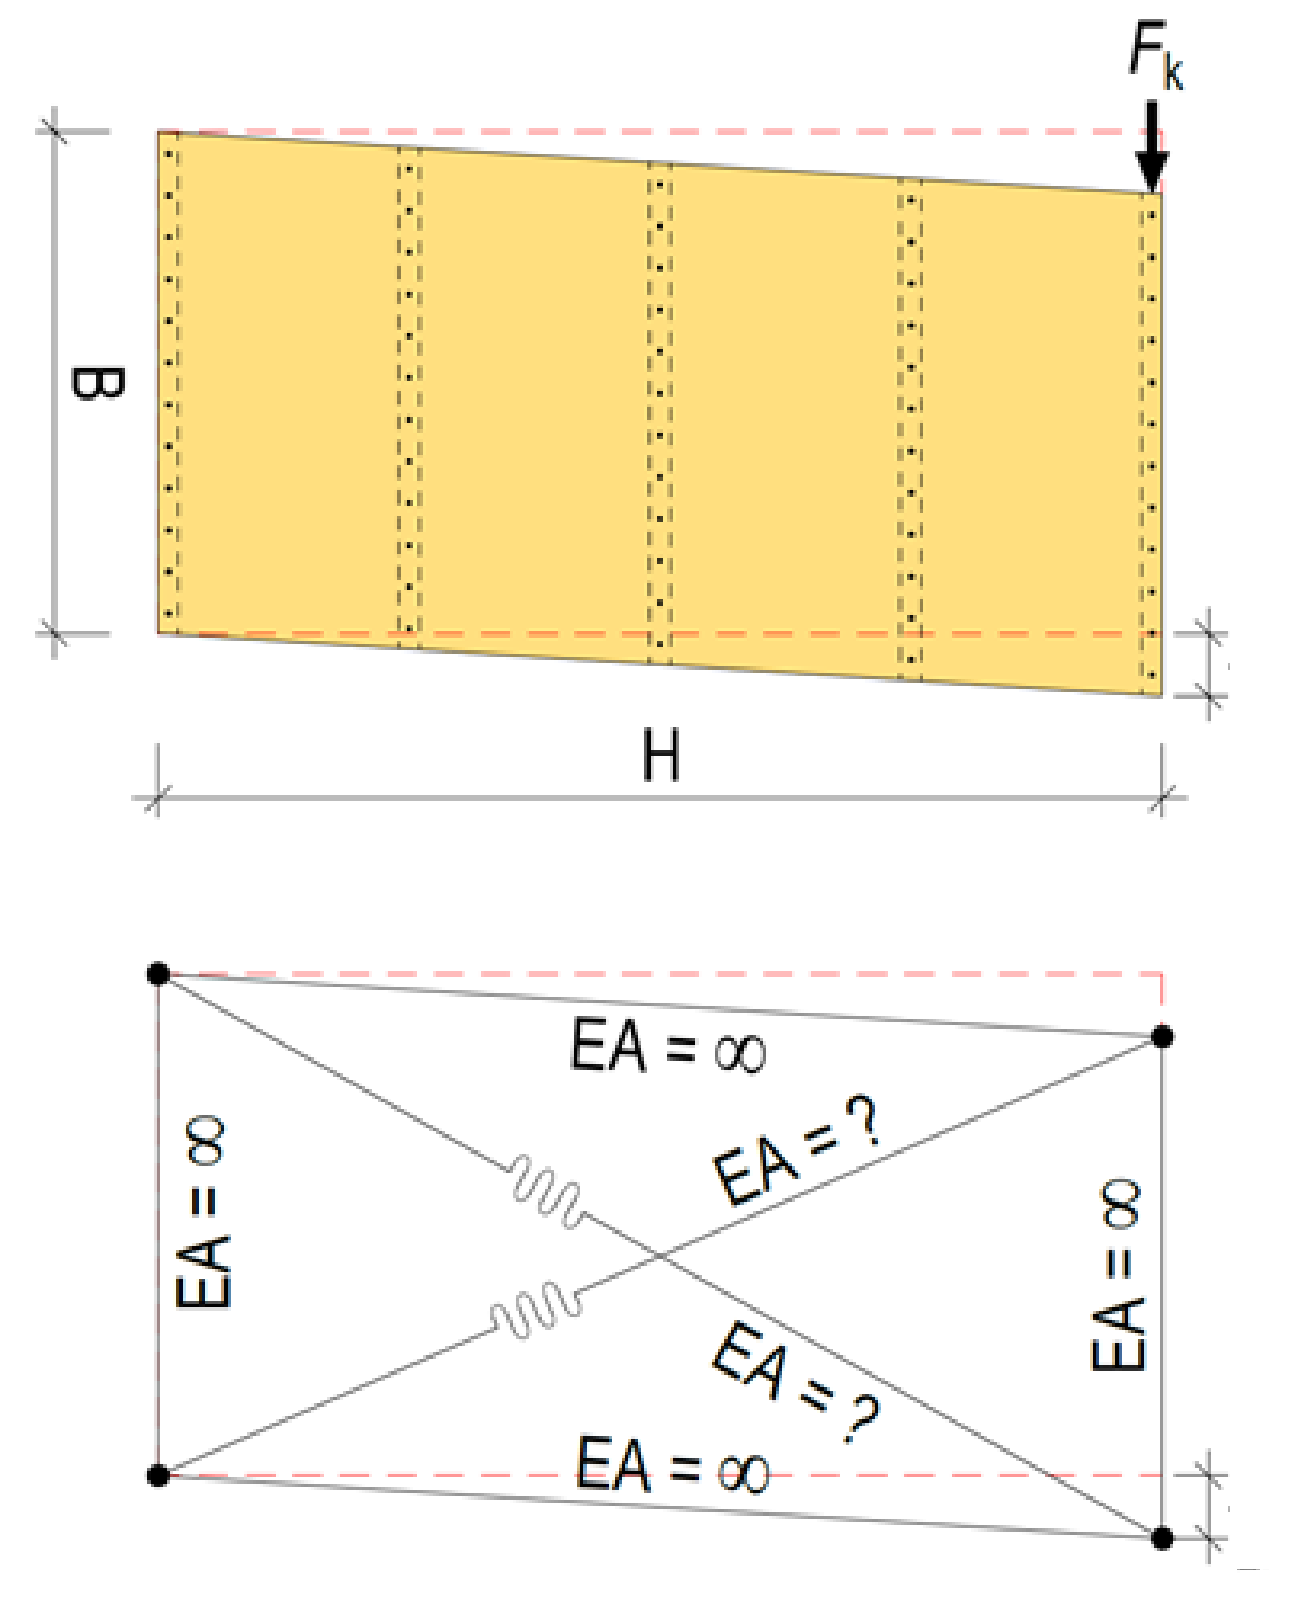 Fk
B
H
EA = ∞
EA = ?
EA = ∞
EA = ∞
EA = ?
EA = ∞